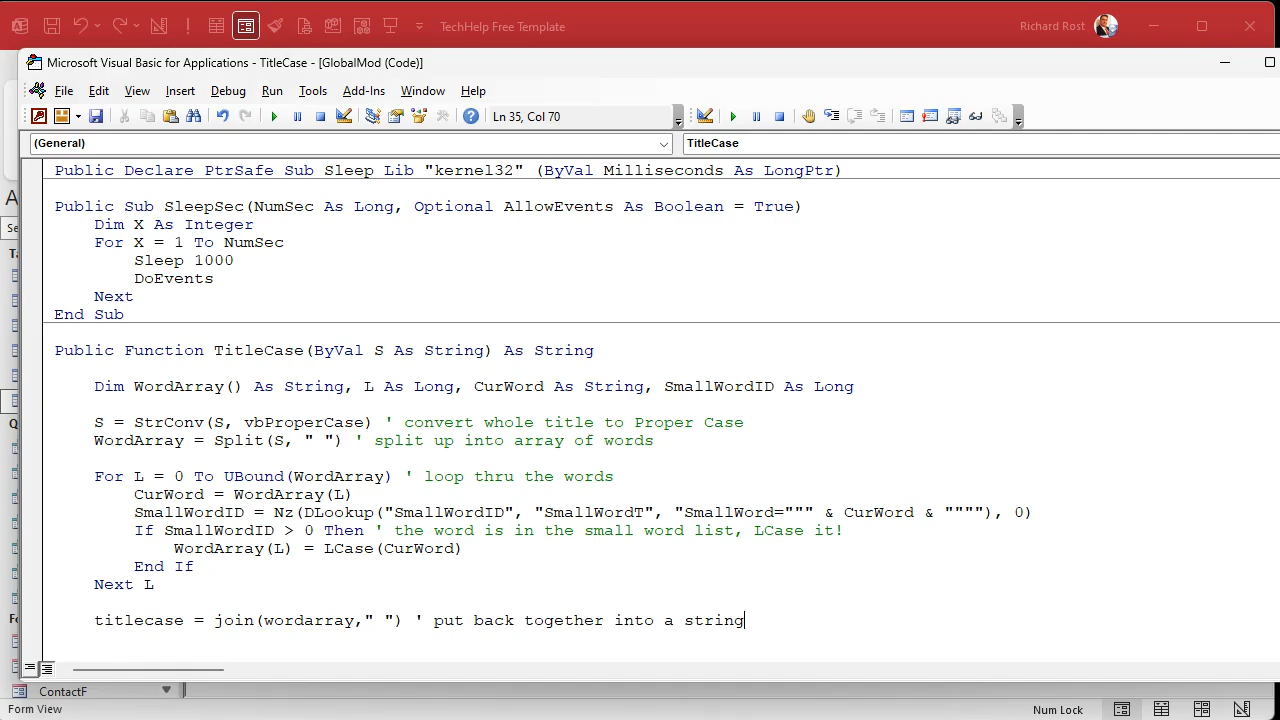 TechHelp Free Template
Richard Rost
Microsoft Visual Basic for Applications - TitleCase - [GlobalMod (Code)]
File Edit View Insert Format Debug Run Tools Add-Ins Window Help
Ln 35, Col 70
(General)
TitleCase
Public Declare PtrSafe Sub Sleep Lib "kernel32" (ByVal Milliseconds As LongPtr)
Public Sub SleepSec(NumSec As Long, Optional AllowEvents As Boolean = True)
Dim X As Integer
For X = 1 To NumSec
Sleep 1000
DoEvents
Next
End Sub
Public Function TitleCase(ByVal S As String) As String
Dim WordArray() As String, L As Long, CurWord As String, SmallWordID As Long
S = StrConv(S, vbProperCase) ' convert whole title to Proper Case
WordArray = Split(S, " ") ' split up into array of words
For L = 0 To UBound(WordArray) ' loop thru the words
CurWord = WordArray(L)
SmallWordID = Nz(DLookup("SmallWordID", "SmallWordT", "SmallWord=""" & CurWord & """"), 0)
If SmallWordID > 0 Then ' the word is in the small word list, LCase it!
WordArray(L) = LCase(CurWord)
End If
Next L
titlecase = join(wordarray," ") ' put back together into a string
ContactF
Form View
Num Lock